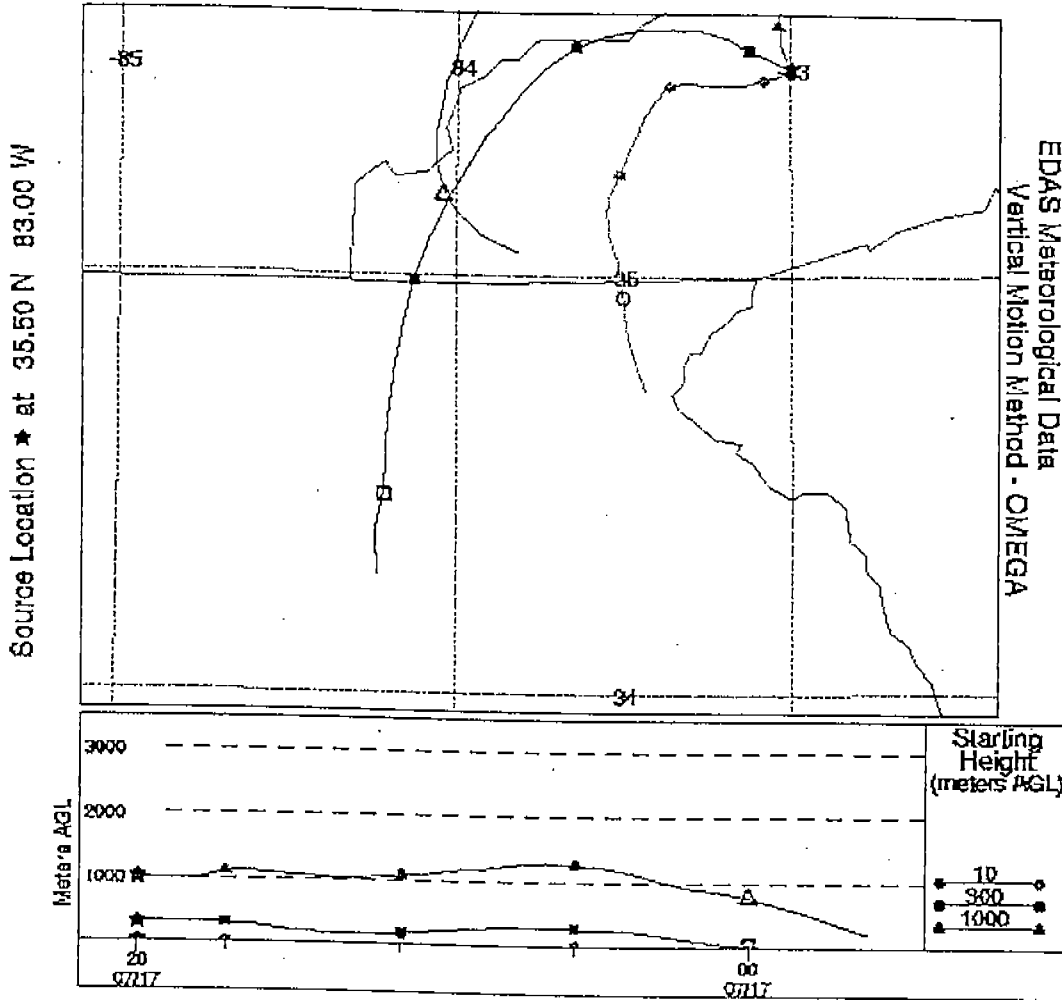 Source Location ★ at 35.50 N 83.00 W
EDAS Meteorological Data
Vertical Motion Method - OMEGA
-85
84
3
35
34
Meters AGL
3000
2000
1000
20
07/17
00
07/17
Starting
Height
(meters AGL)
10
1000